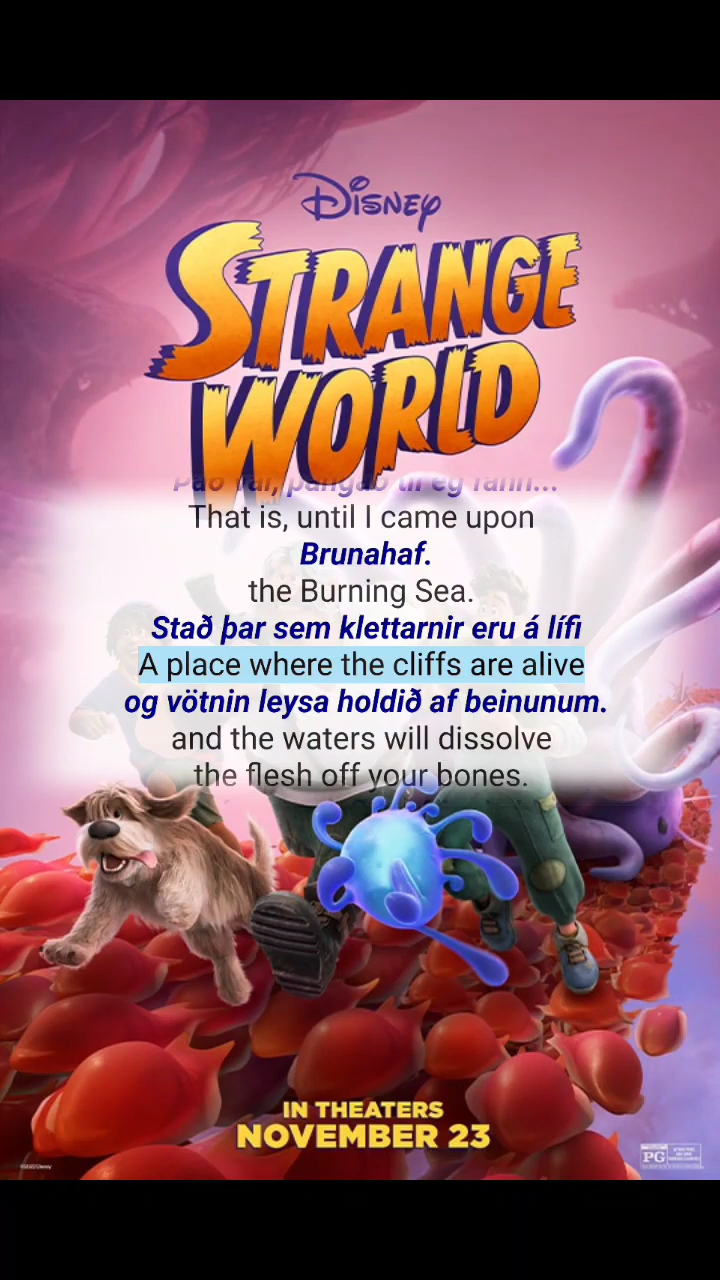 Disney
STRANGE
WORLD
That is, until I came upon
Brunahaf.
the Burning Sea.
Stað þar sem klettarnir eru á lífi
A place where the cliffs are alive
og vötnin leysa holdið af beinunum.
and the waters will dissolve
the flesh off your bones.
IN THEATERS
NOVEMBER 23
PG